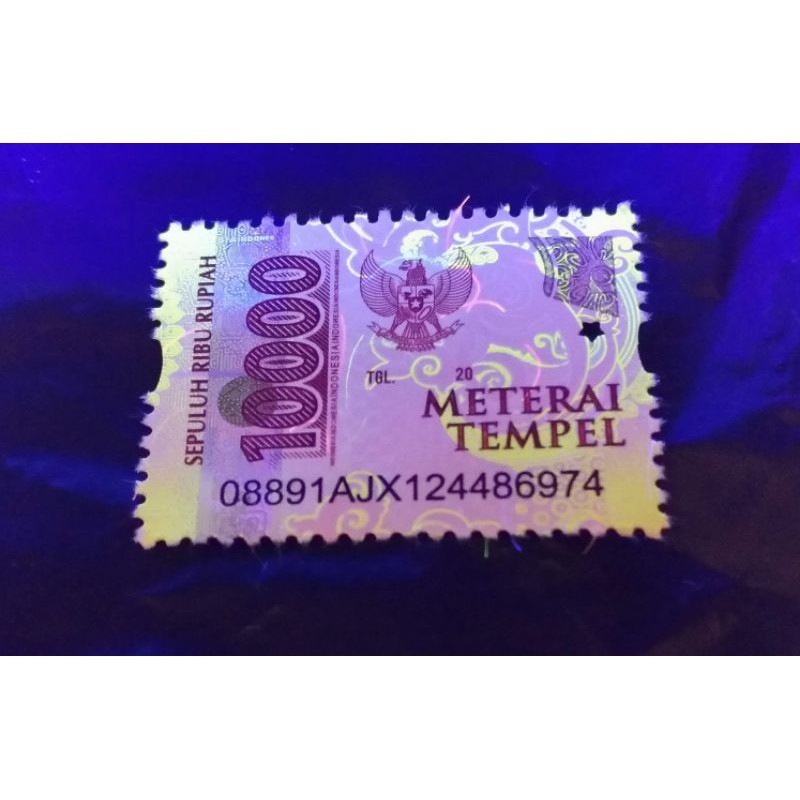 SEPULUH RIBU RUPIAH
10000
TGL. 20
METERAI
TEMPEL
08891AJX124486974